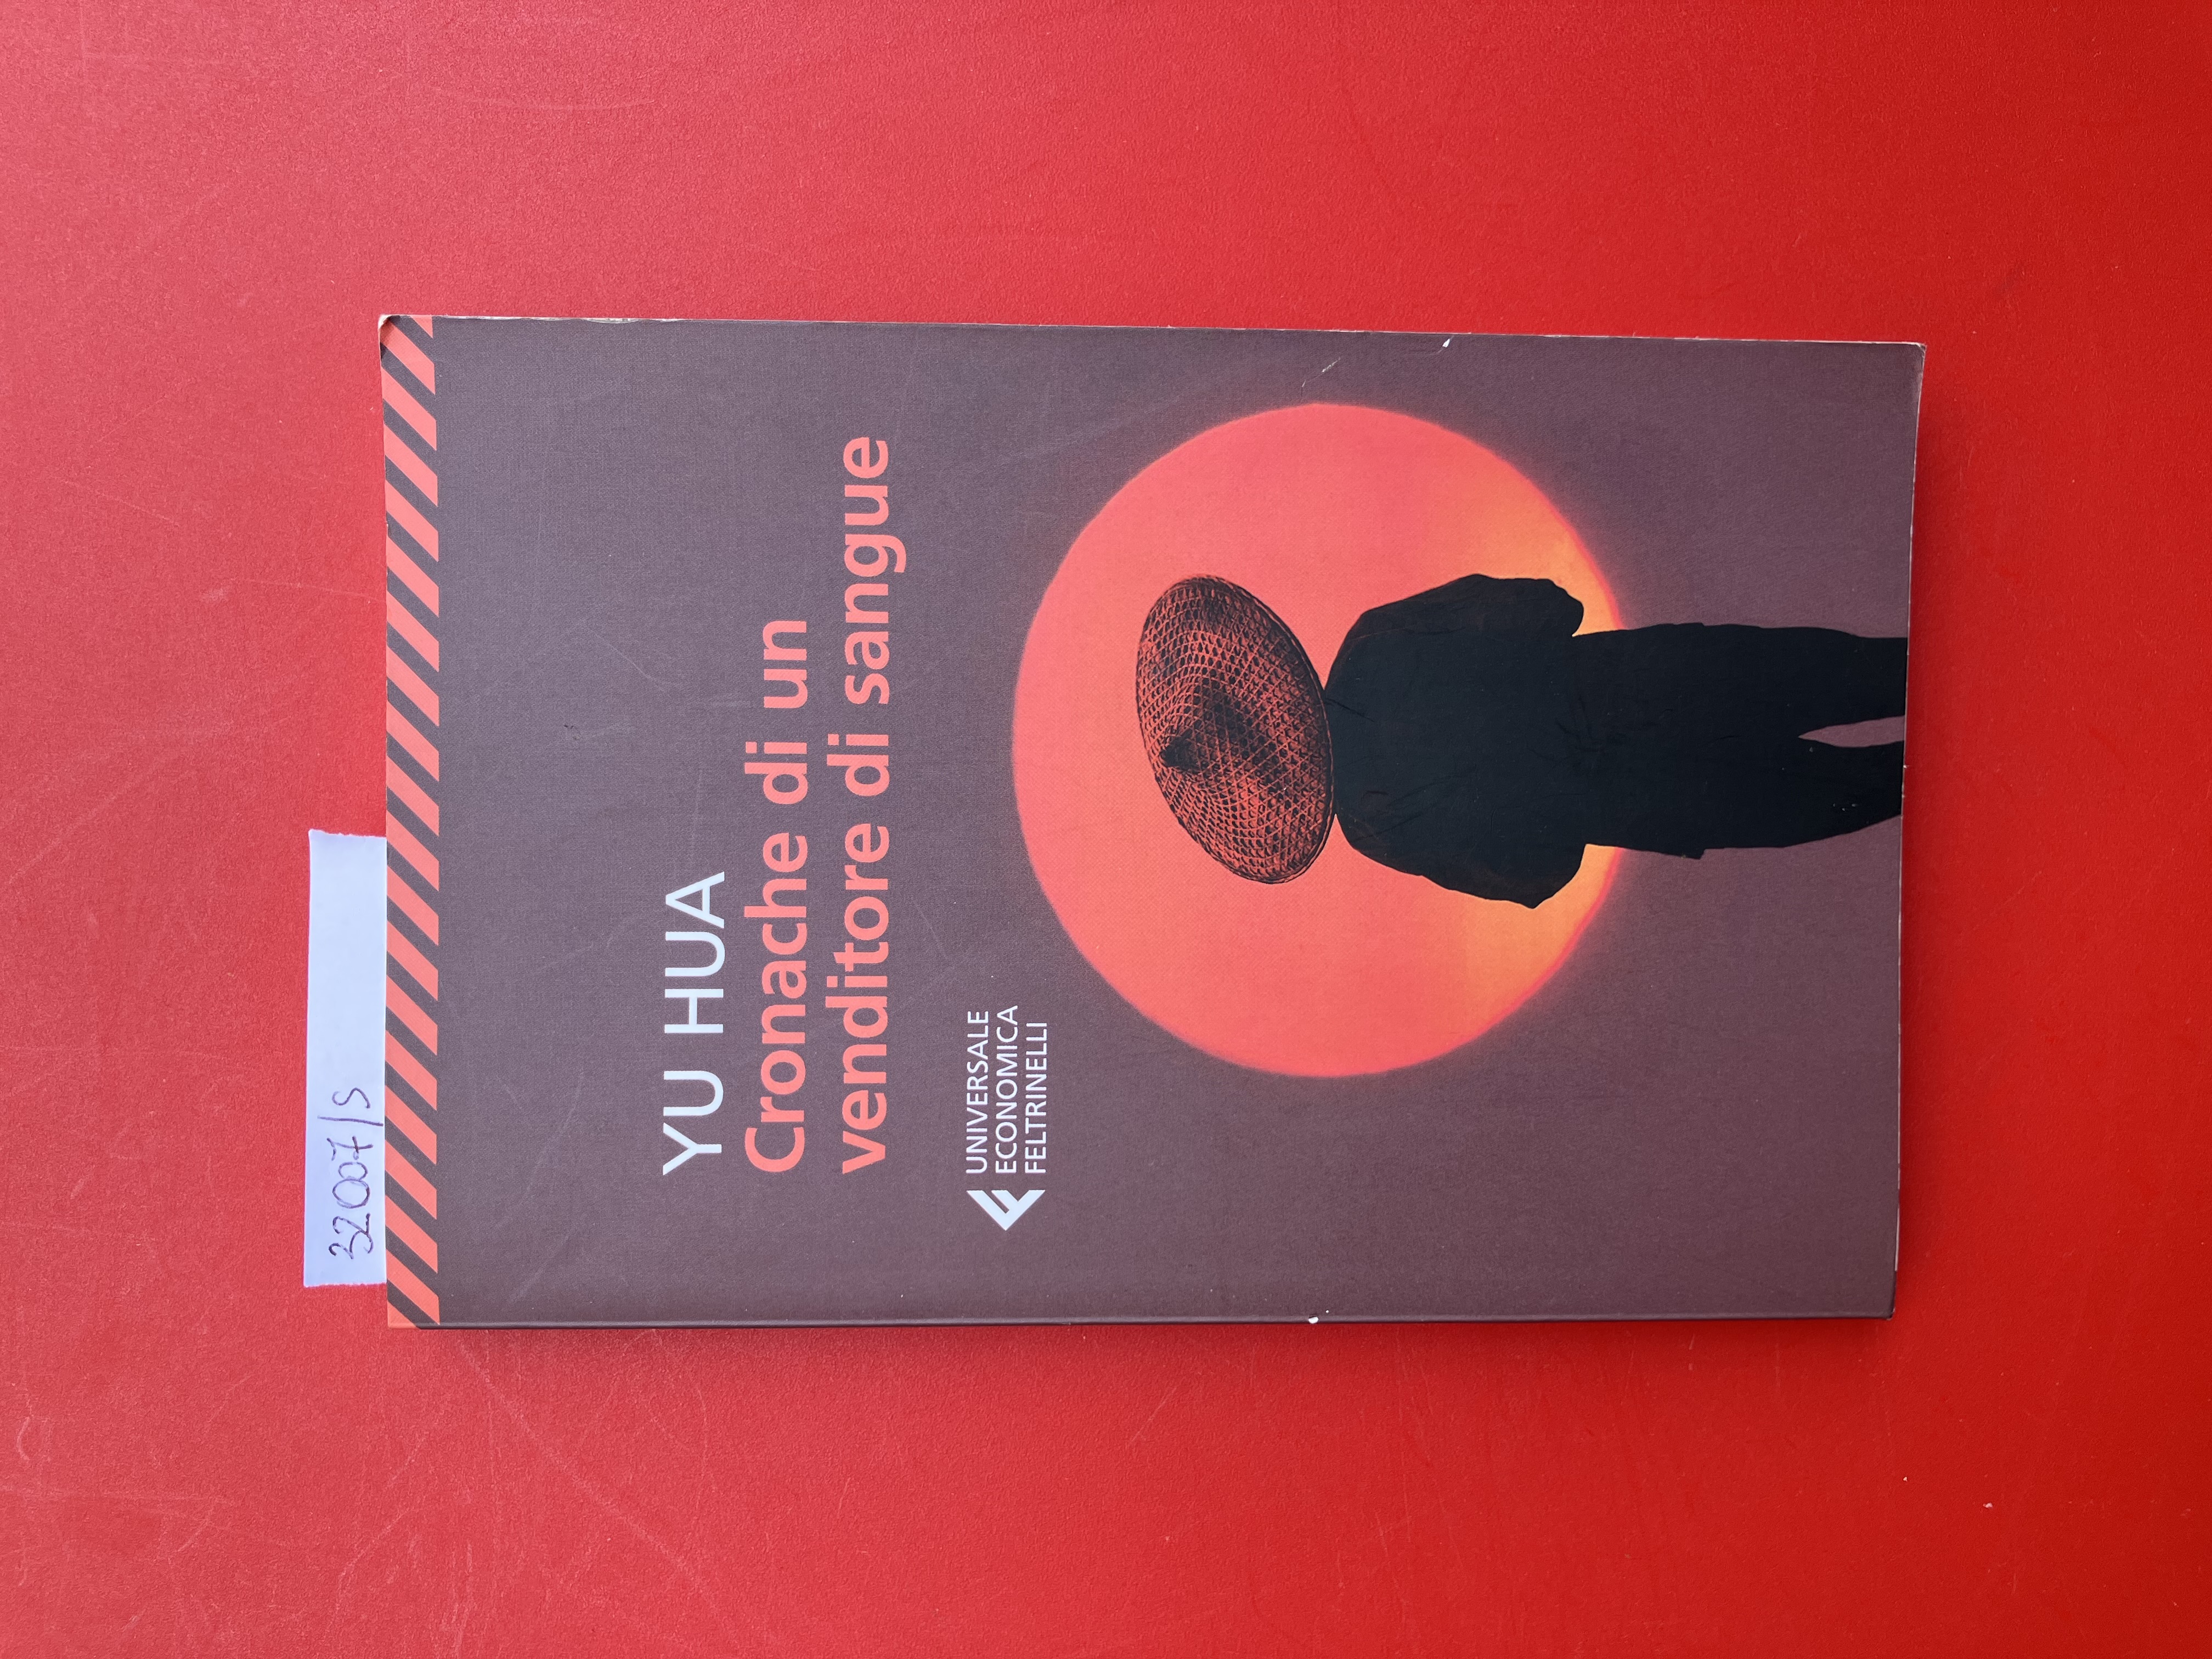 32007/S
YU HUA
Cronache di un
venditore di sangue
UNIVERSALE
ECONOMICA
FELTRINELLI